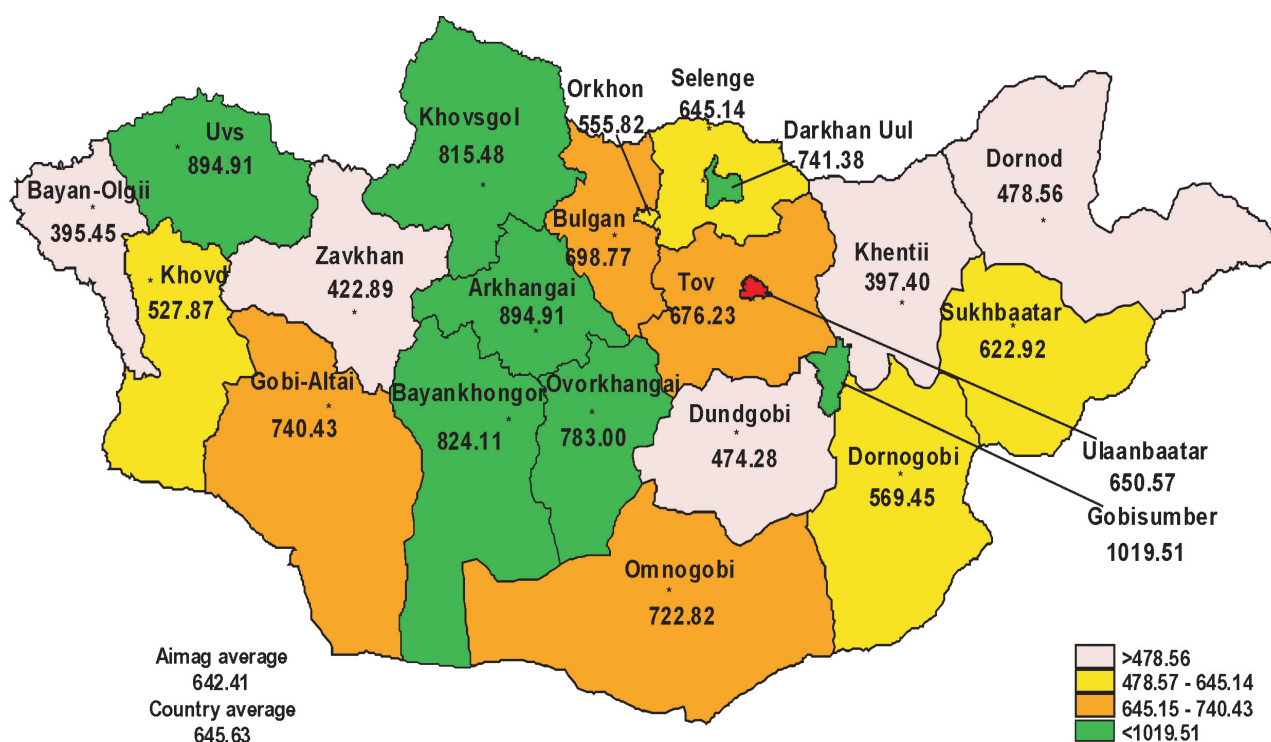 Orkhon
555.82
Selenge
645.14
Darkhan Uul
741.38
Khovsgol
815.48
Uvs
894.91
Dornod
478.56
Bayan-Olgii
395.45
Bulgan
698.77
Khovd
527.87
Zavkhan
422.89
Arkhangai
894.91
Tov
676.23
Khentii
397.40
Sukhbaatar
622.92
Gobi-Altai
740.43
Bayankhongor
824.11
Ovorkhangai
783.00
Dundgobi
474.28
Dornogobi
569.45
Ulaanbaatar
650.57
Gobisumber
1019.51
Omnogobi
722.82
Aimag average
642.41
Country average
645.63
>478.56
478.57 - 645.14
645.15 - 740.43
<1019.51